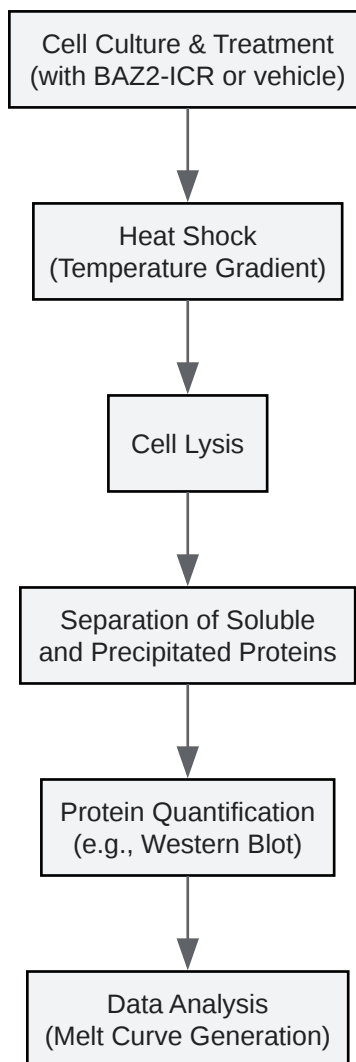 Cell Culture & Treatment
(with BAZ2-ICR or vehicle)
Heat Shock
(Temperature Gradient)
Cell Lysis
Separation of Soluble
and Precipitated Proteins
Protein Quantification
(e.g., Western Blot)
Data Analysis
(Melt Curve Generation)